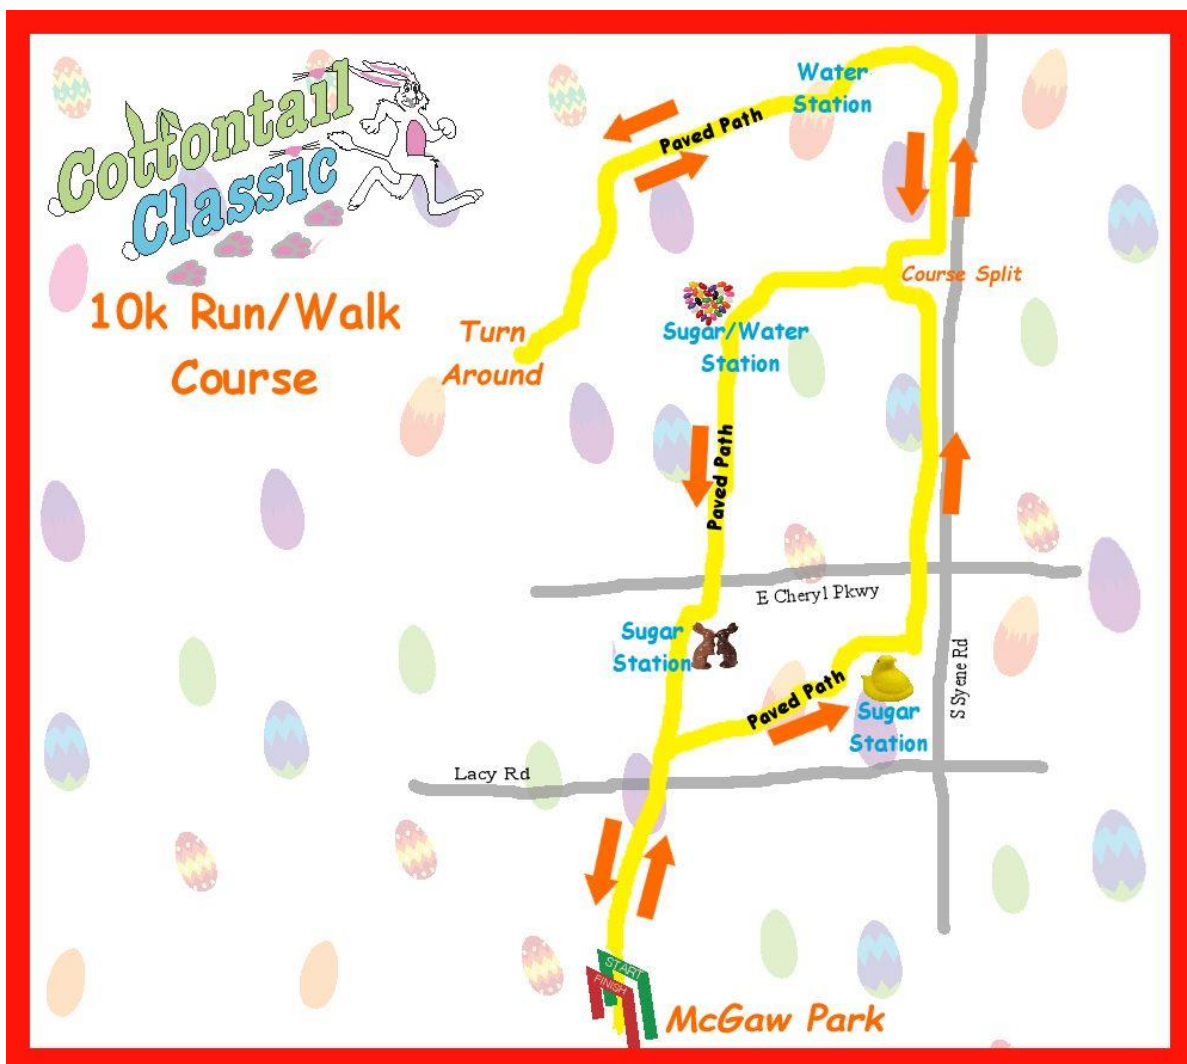 Cottontail
Classic
10k Run/Walk
Course
Water
Station
Paved Path
Course Split
Turn
Around
Sugar/Water
Station
Paved Path
E Cheryl Pkwy
Sugar
Station
Paved Path
S Syene Rd
Sugar
Station
Lacy Rd
START
FINISH
McGaw Park